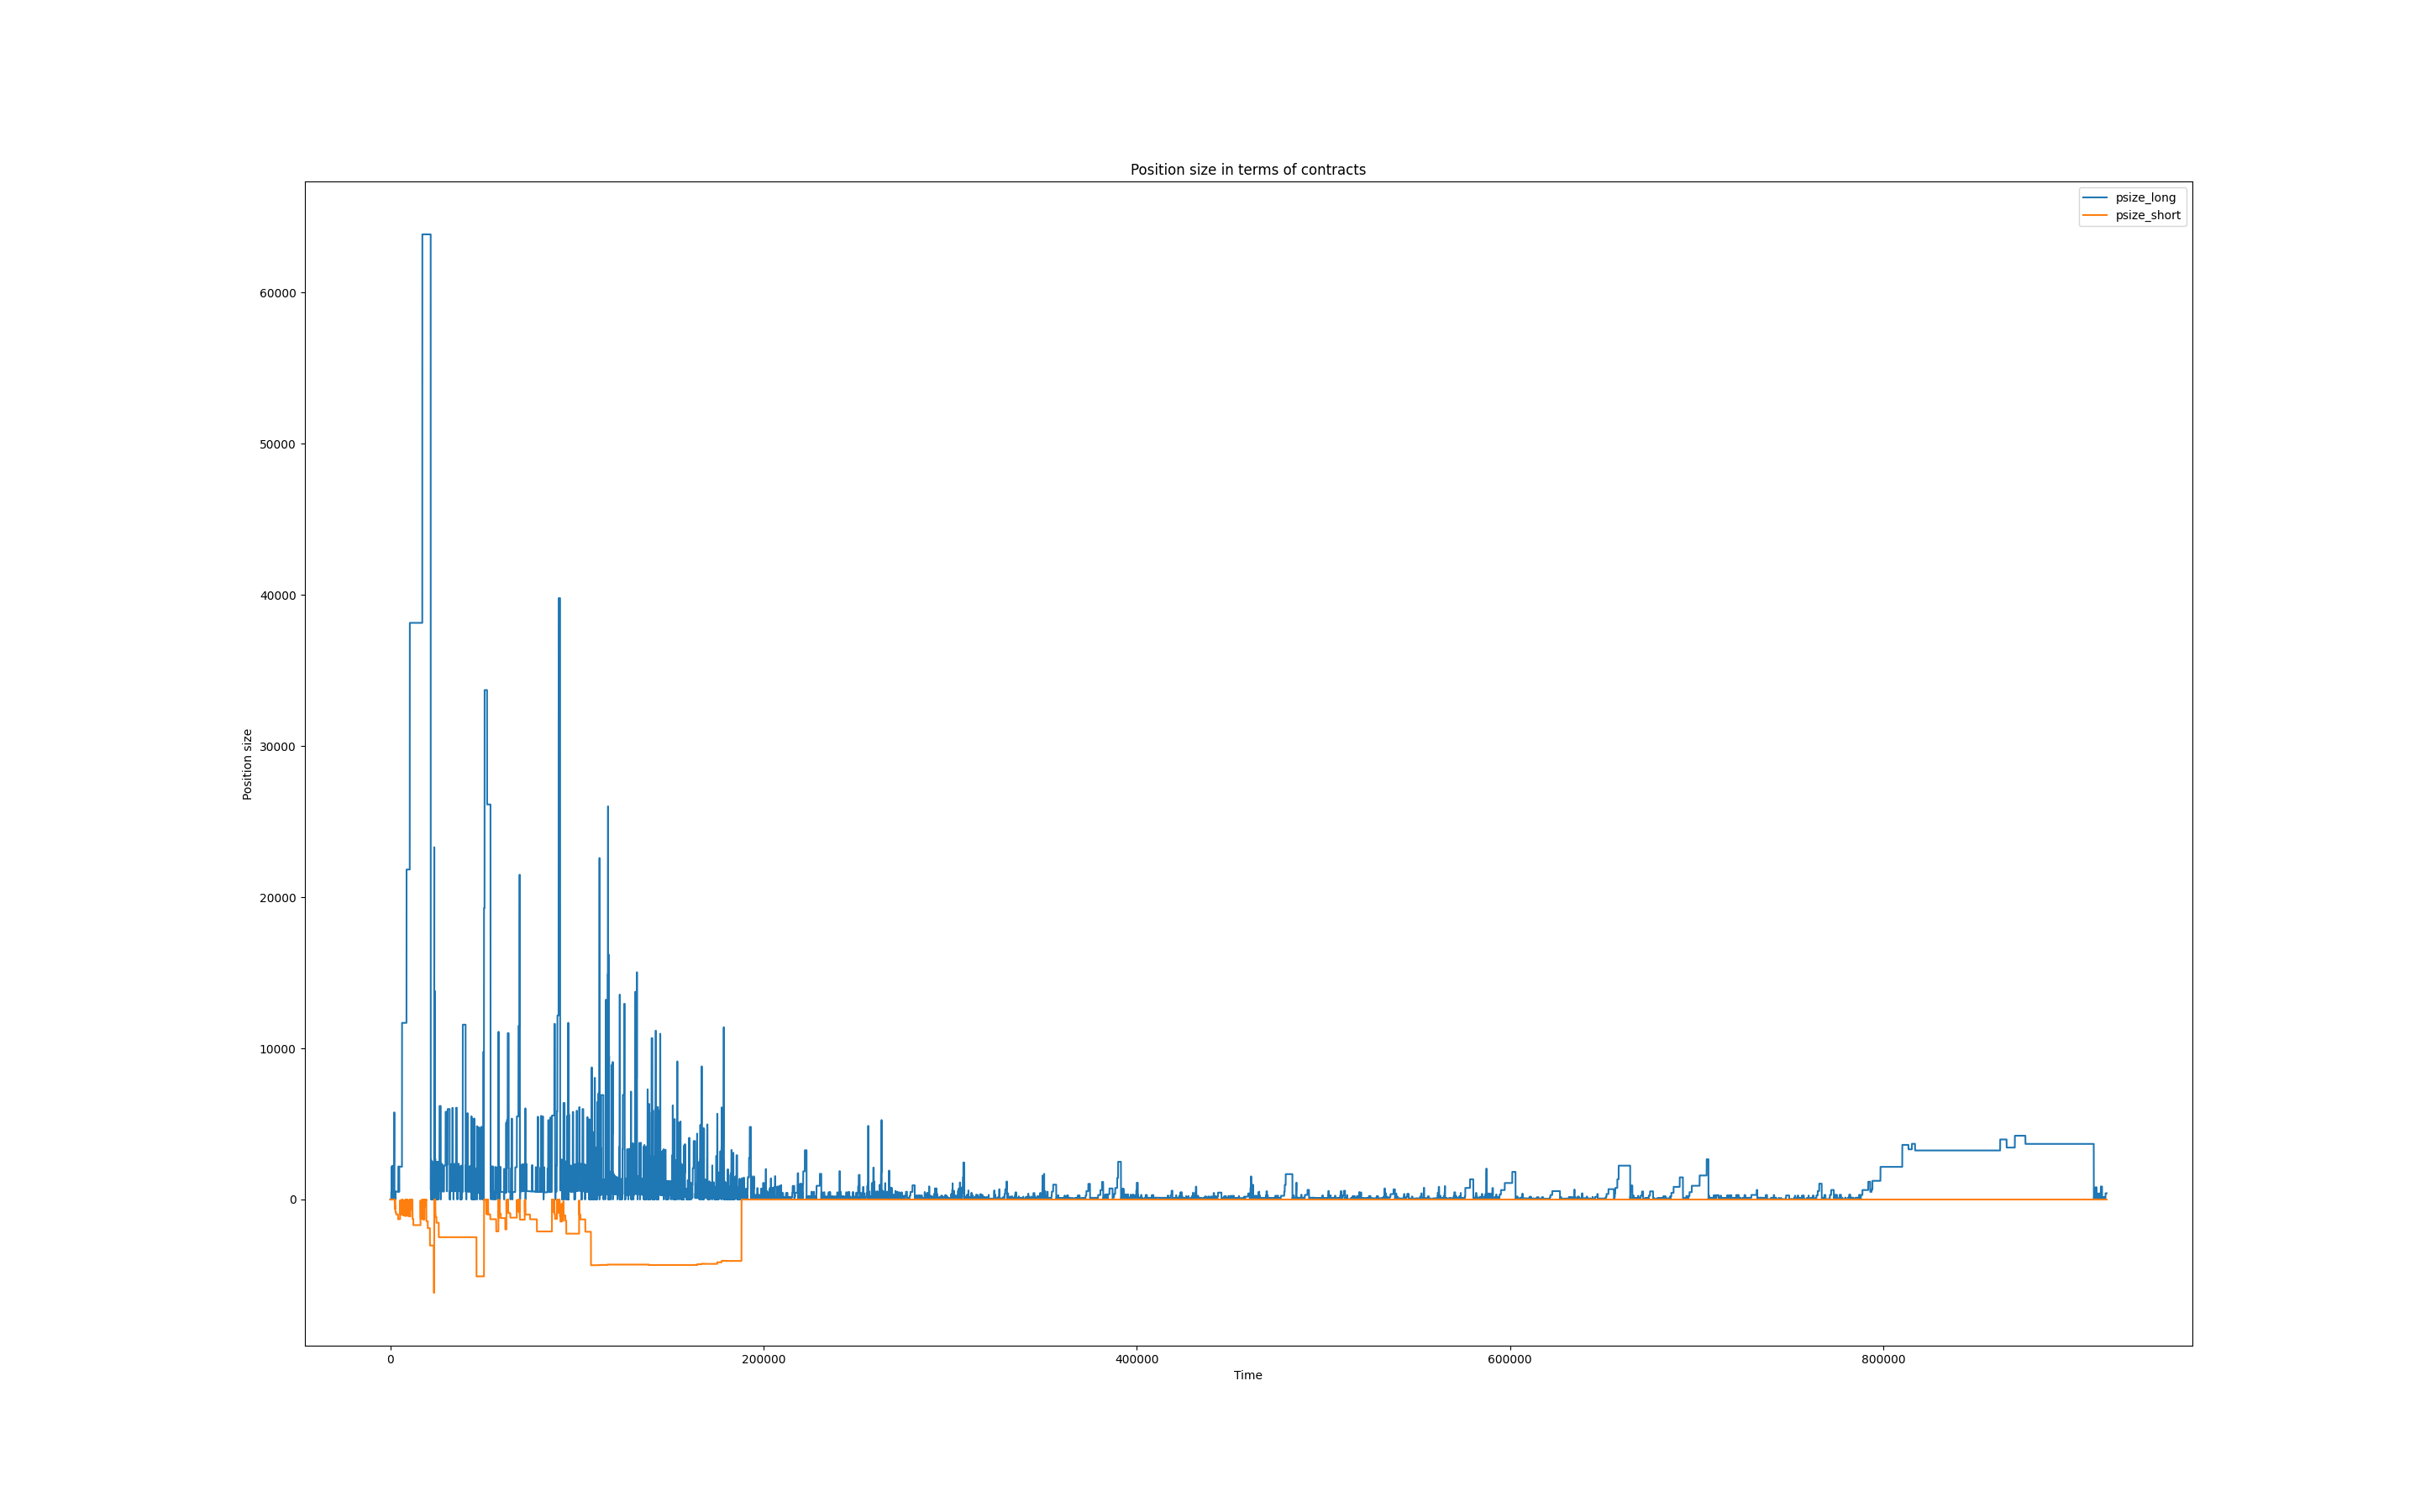 Position size in terms of contracts
psize_long
psize_short
60000
50000
40000
30000
20000
10000
0
Position size
0
200000
400000
600000
800000
Time